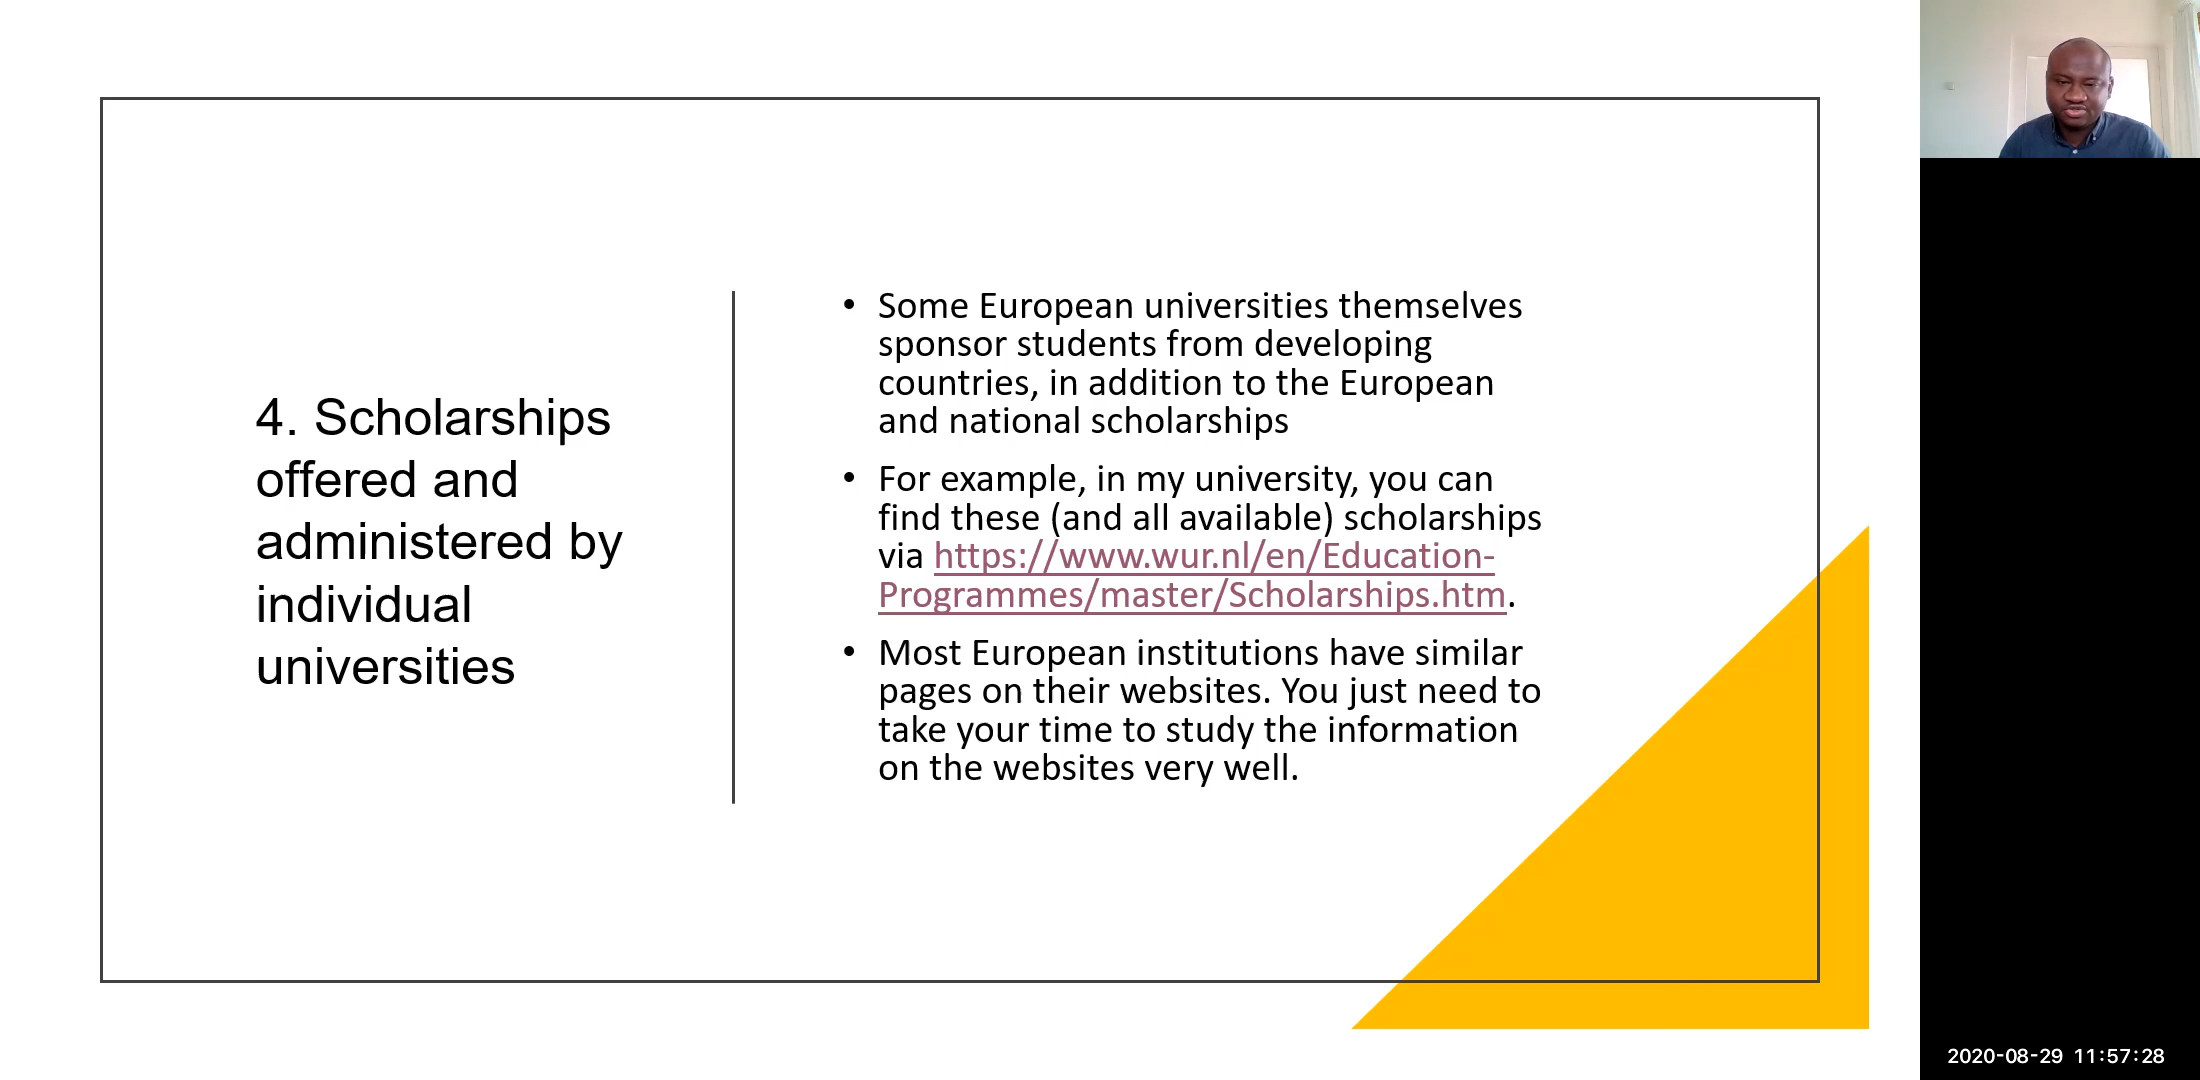 4. Scholarships
offered and
administered by
individual
universities
• Some European universities themselves
sponsor students from developing
countries, in addition to the European
and national scholarships
• For example, in my university, you can
find these (and all available) scholarships
via https://www.wur.nl/en/Education-
Programmes/master/Scholarships.htm.
• Most European institutions have similar
pages on their websites. You just need to
take your time to study the information
on the websites very well.
2020-08-29 11:57:28